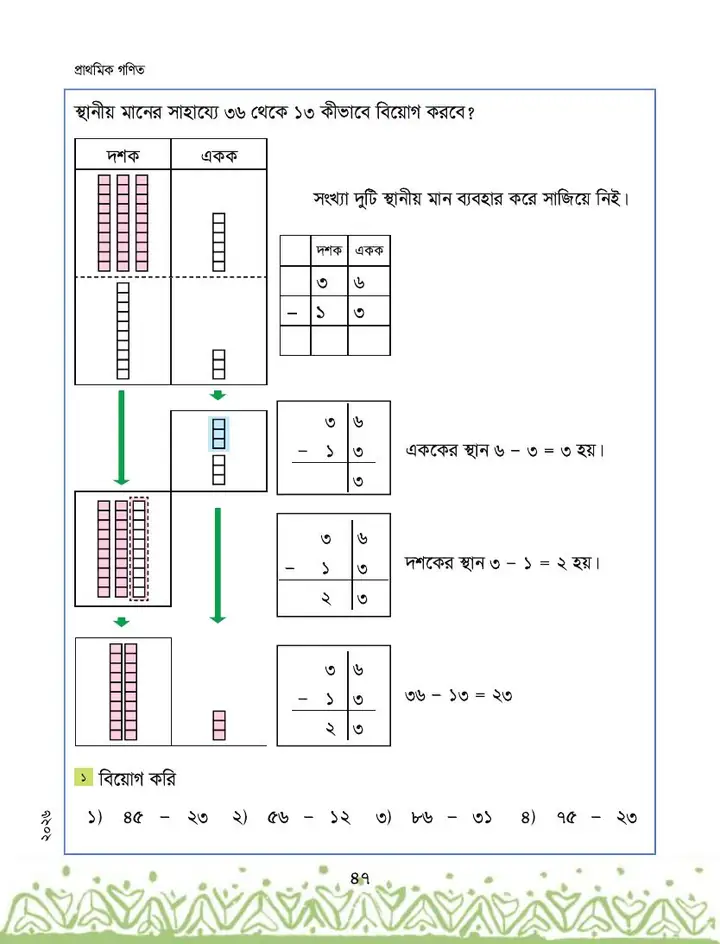 প্রাথমিক গণিত
স্থানীয় মানের সাহায্যে ৩৬ থেকে ১৩ কীভাবে বিয়োগ করবে?
দশক একক
সংখ্যা দুটি স্থানীয় মান ব্যবহার করে সাজিয়ে নিই।
দশক একক
৩ ৬
– ১ ৩
৩ ৬
– ১ ৩
৩
এককের স্থান ৬ – ৩ = ৩ হয়।
৩ ৬
– ১ ৩
২ ৩
দশকের স্থান ৩ – ১ = ২ হয়।
৩ ৬
– ১ ৩
২ ৩
৩৬ – ১৩ = ২৩
১ বিয়োগ করি
১) ৪৫ – ২৩ ২) ৫৬ – ১২ ৩) ৮৬ – ৩১ ৪) ৭৫ – ২৩
২০২৬
৪৭